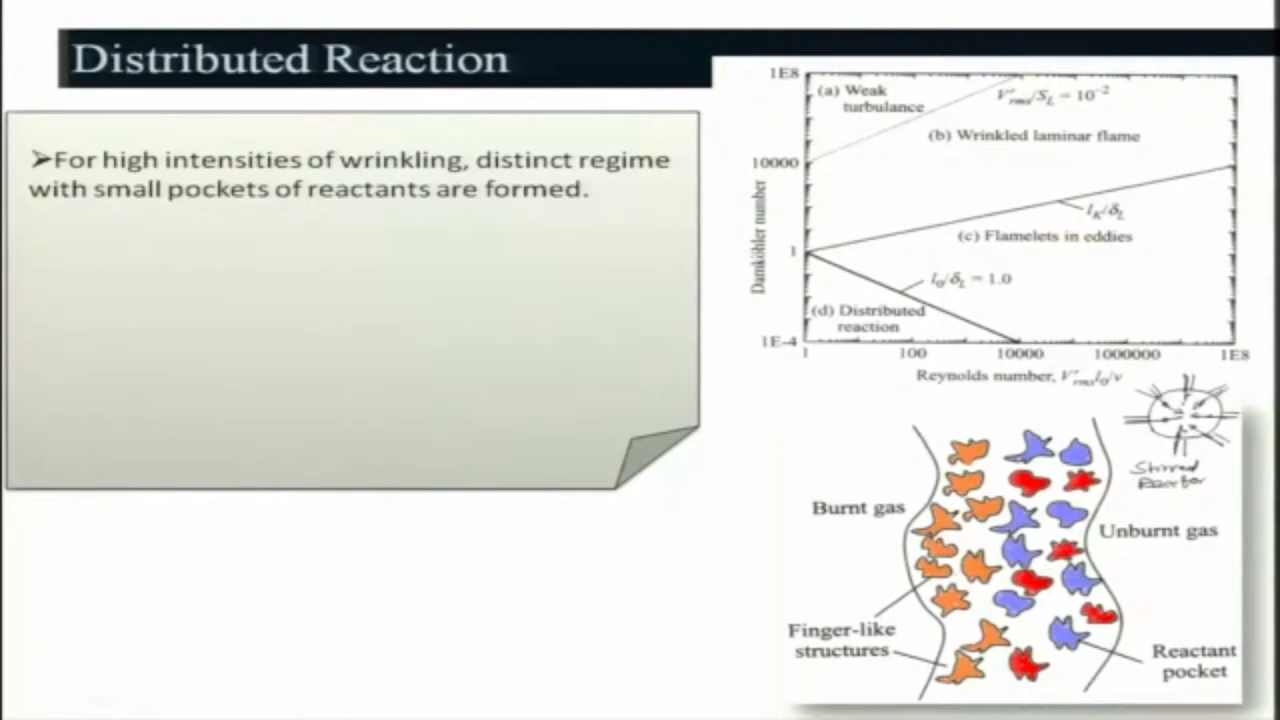 Distributed Reaction
➤For high intensities of wrinkling, distinct regime
with small pockets of reactants are formed.
1E8
(a) Weak
turbulance
V′rms/SL = 10⁻²
(b) Wrinkled laminar flame
10000
Damköhler number
lK/δL
(c) Flamelets in eddies
1
l0/δL = 1.0
(d) Distributed
reaction
1E-4
1 100 10000 1000000 1E8
Reynolds number, V′rms l0/ν
Stirred
Reactor
Burnt gas
Unburnt gas
Finger-like
structures
Reactant
pocket